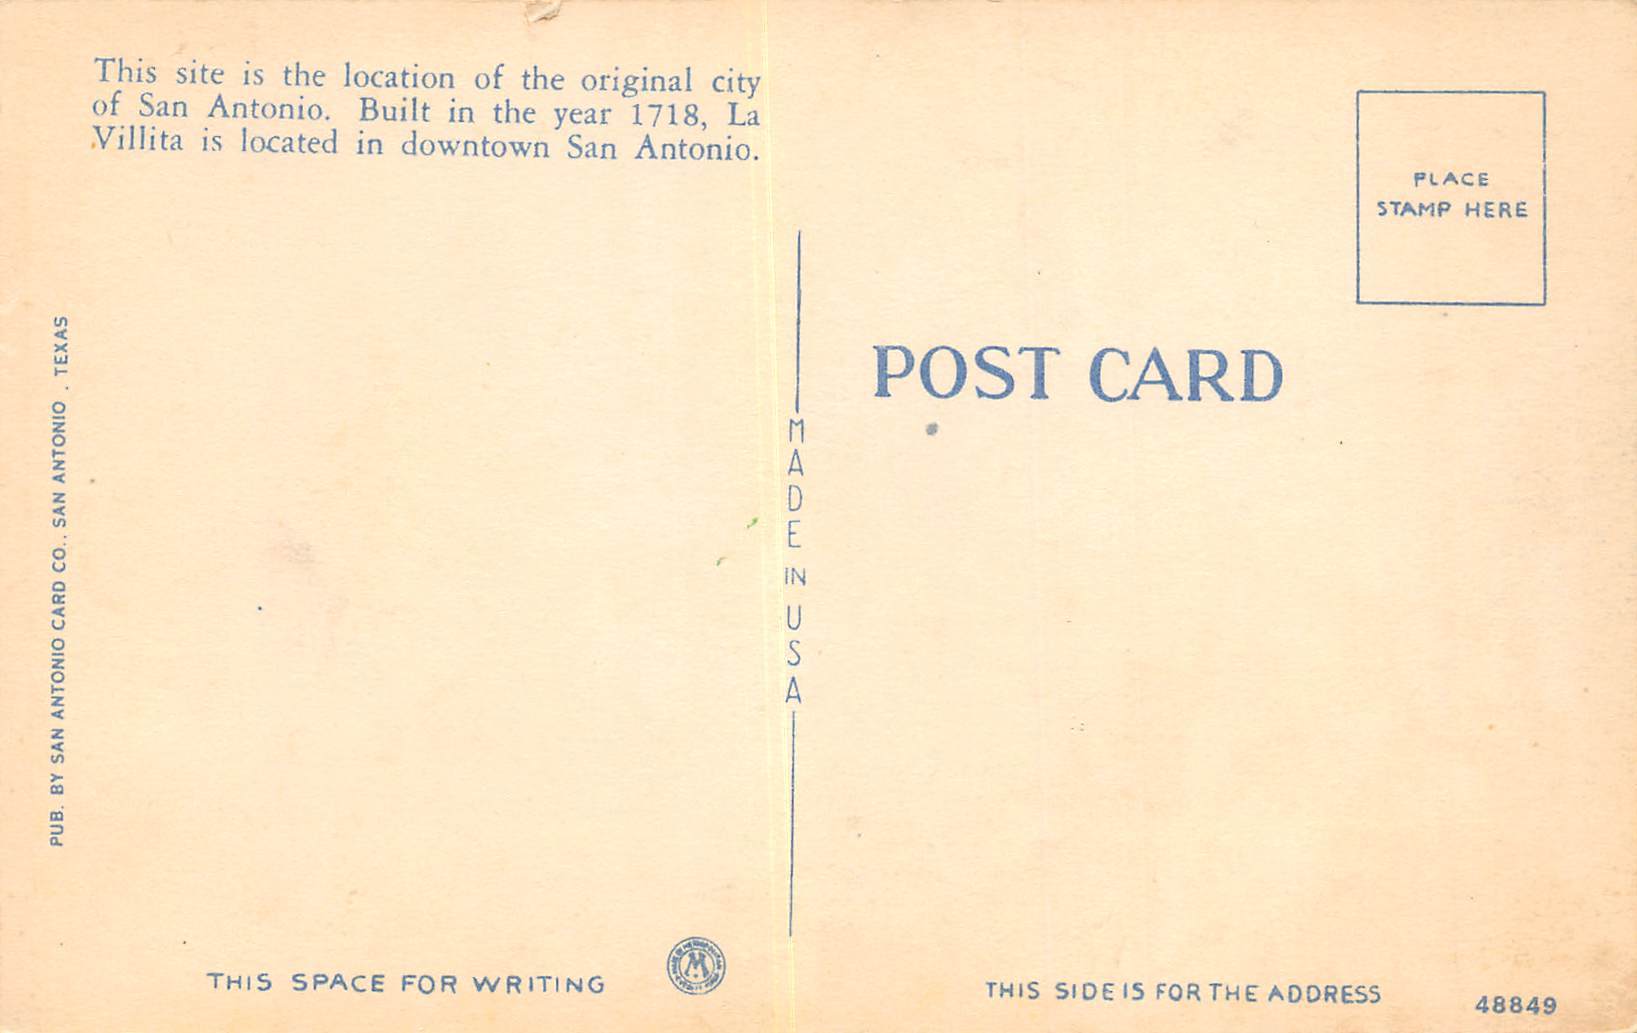 This site is the location of the original city
of San Antonio. Built in the year 1718, La
Villita is located in downtown San Antonio.
PUB. BY SAN ANTONIO CARD CO., SAN ANTONIO . TEXAS
THIS SPACE FOR WRITING
M
MADE IN USA
PLACE
STAMP HERE
POST CARD
THIS SIDE IS FOR THE ADDRESS
48849